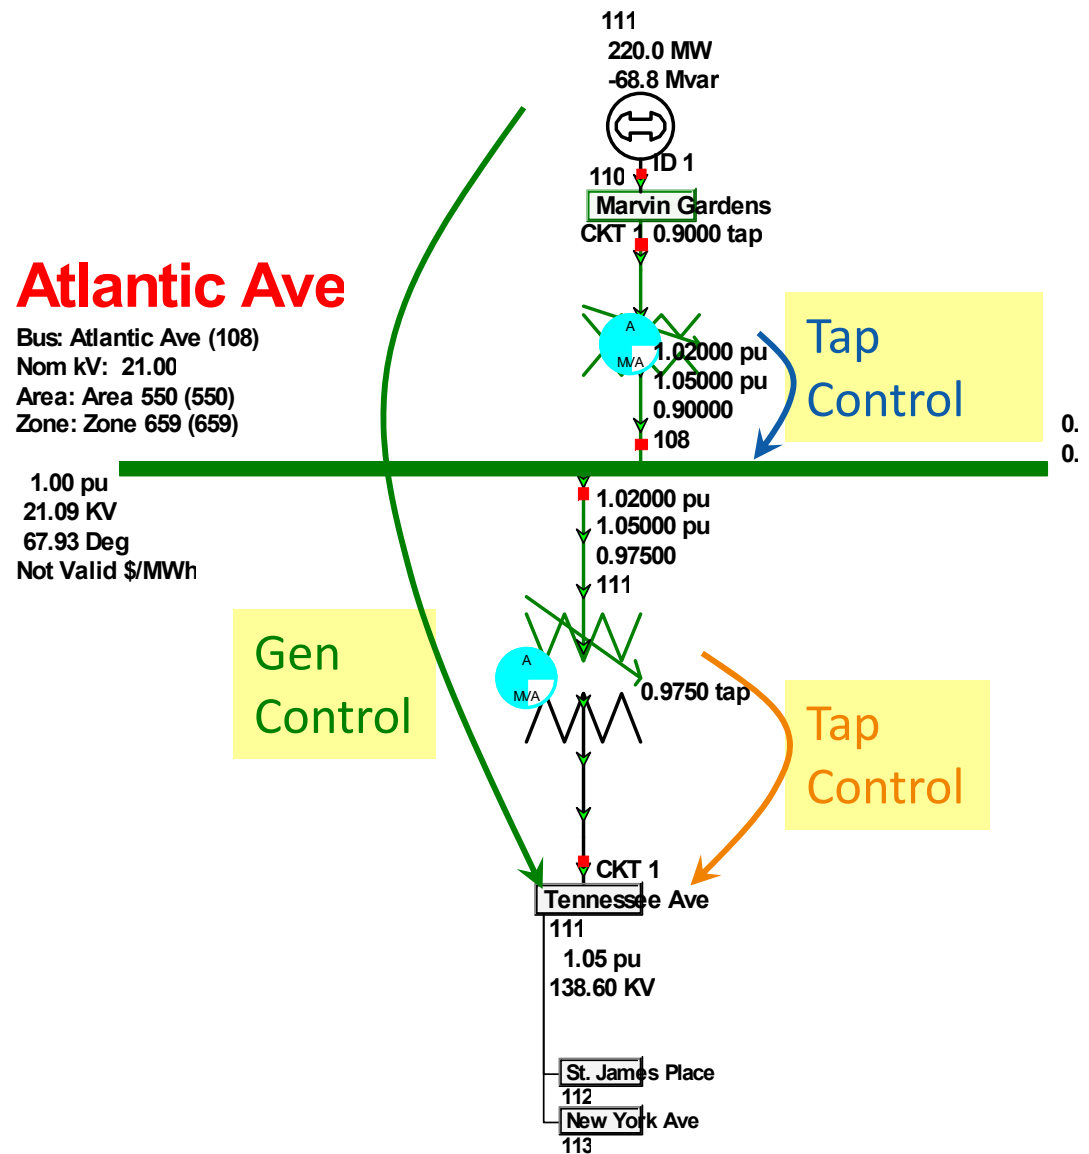 111
220.0 MW
-68.8 Mvar
ID 1
110
Marvin Gardens
CKT 1 0.9000 tap
Atlantic Ave
Bus: Atlantic Ave (108)
Nom kV: 21.00
Area: Area 550 (550)
Zone: Zone 659 (659)
A
MVA
1.02000 pu
1.05000 pu
0.90000
108
Tap
Control
0.
0.
1.00 pu
21.09 KV
67.93 Deg
Not Valid $/MWh
1.02000 pu
1.05000 pu
0.97500
111
Gen
Control
A
MVA
0.9750 tap
Tap
Control
CKT 1
Tennessee Ave
111
1.05 pu
138.60 KV
St. James Place
112
New York Ave
113